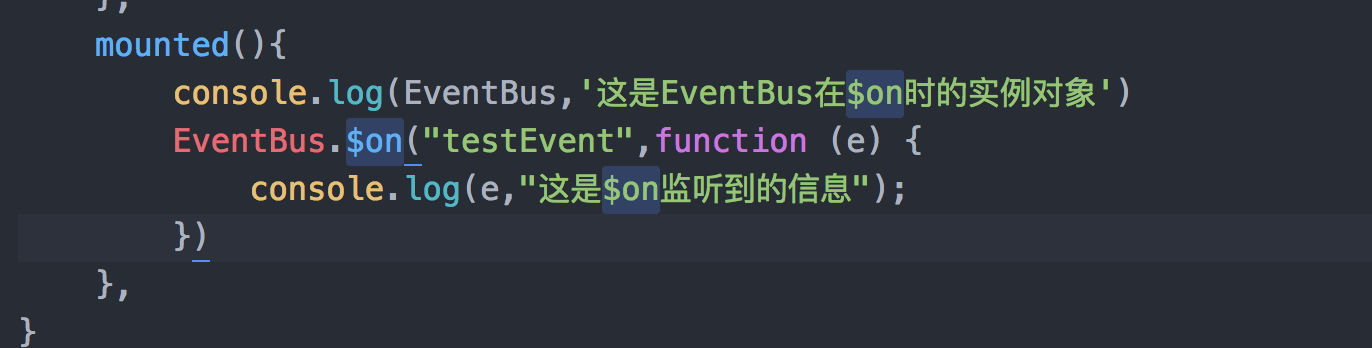 },
mounted(){
console.log(EventBus,'这是EventBus在$on时的实例对象')
EventBus.$on("testEvent",function (e) {
console.log(e,"这是$on监听到的信息");
})
},
}